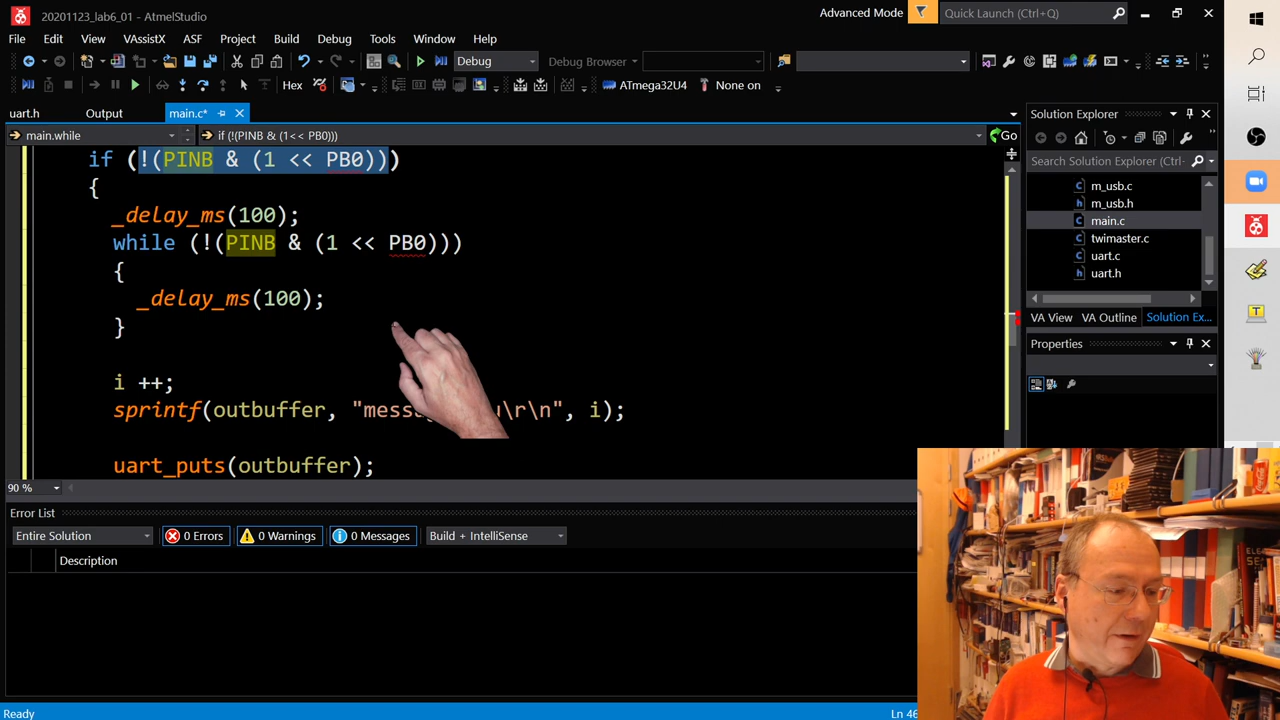 20201123_lab6_01 - AtmelStudio
Advanced Mode
Quick Launch (Ctrl+Q)
File Edit View VAssistX ASF Project Build Debug Tools Window Help
Debug
Debug Browser
Hex
ATmega32U4
None on
uart.h
Output
main.c*
main.while
if (!(PINB & (1<< PB0)))
Go
if (!(PINB & (1 << PB0)))
{
_delay_ms(100);
while (!(PINB & (1 << PB0)))
{
_delay_ms(100);
}
i ++;
sprintf(outbuffer, "messa u\r\n", i);
uart_puts(outbuffer);
90 %
Error List
Entire Solution
0 Errors
0 Warnings
0 Messages
Build + IntelliSense
Description
Ready
Ln 46
Solution Explorer
Search Solution Explorer
m_usb.c
m_usb.h
main.c
twimaster.c
uart.c
uart.h
VA View
VA Outline
Solution Ex...
Properties